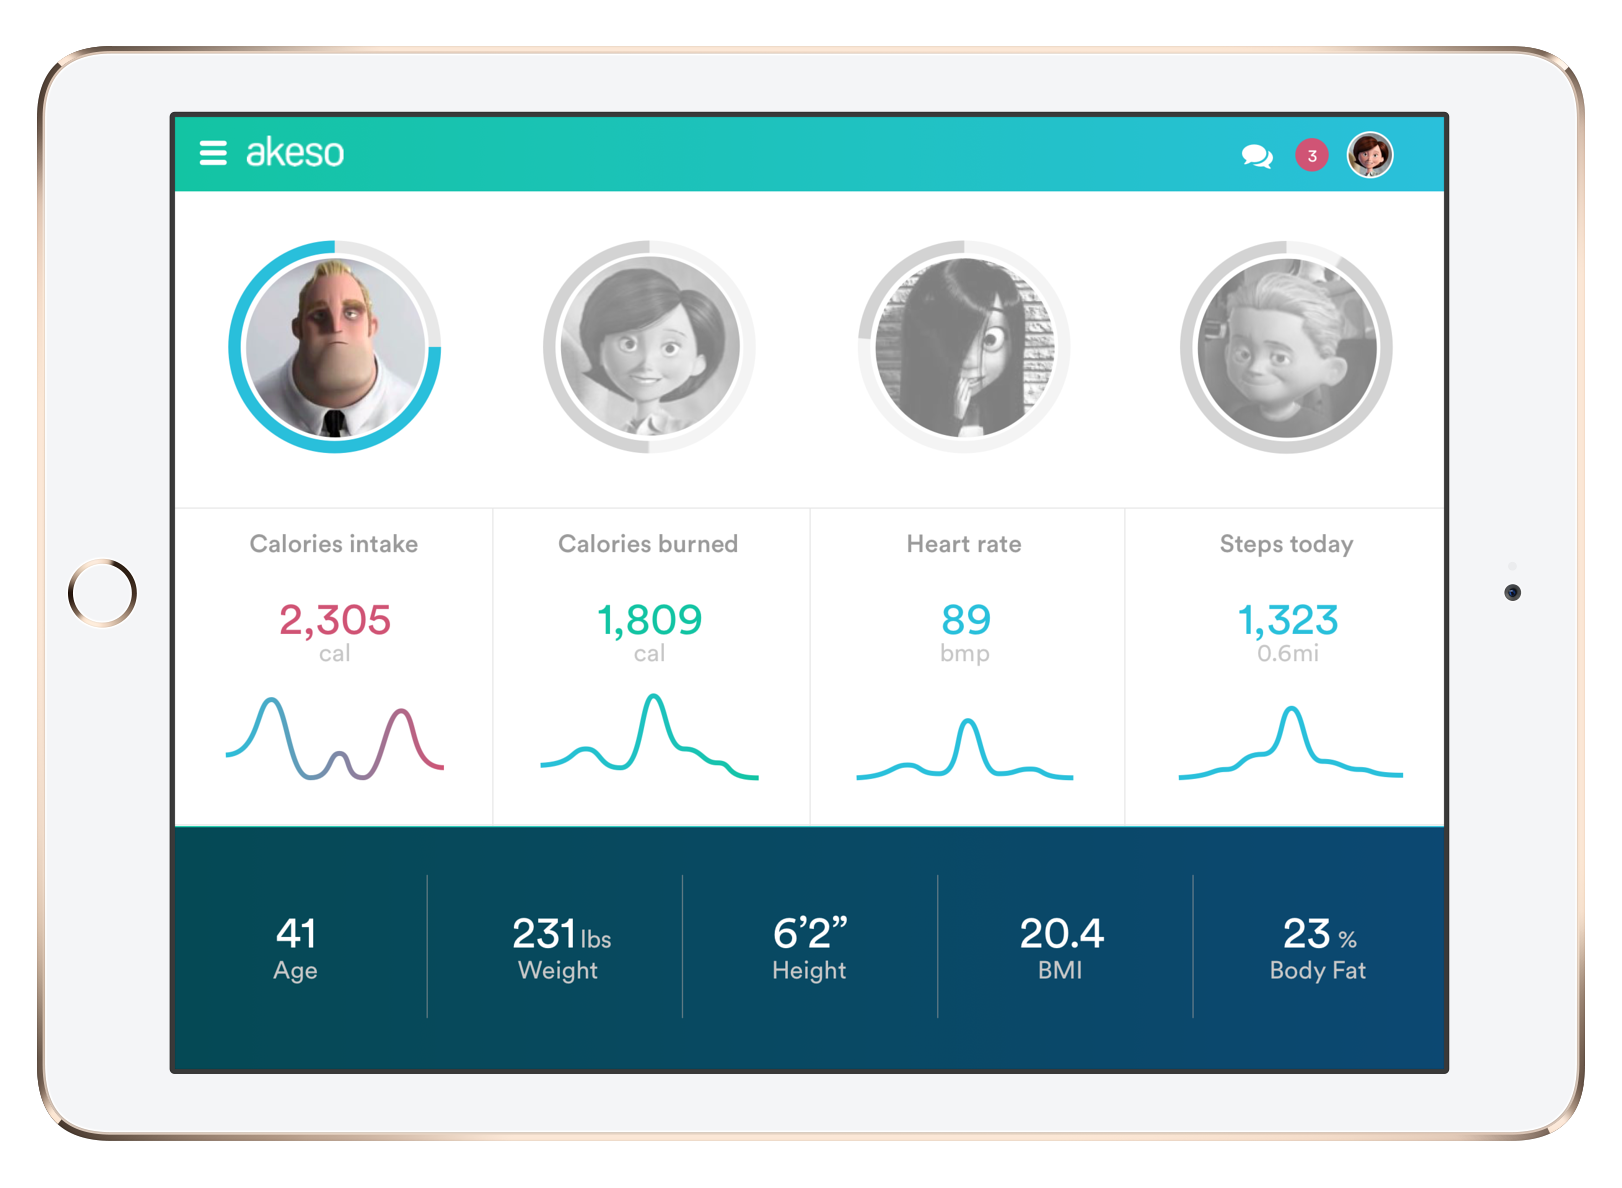 akeso
3
Calories intake
Calories burned
Heart rate
Steps today
2,305
1,809
89
1,323
cal
cal
bmp
0.6mi
41
231 lbs
6’2”
20.4
23 %
Age
Weight
Height
BMI
Body Fat